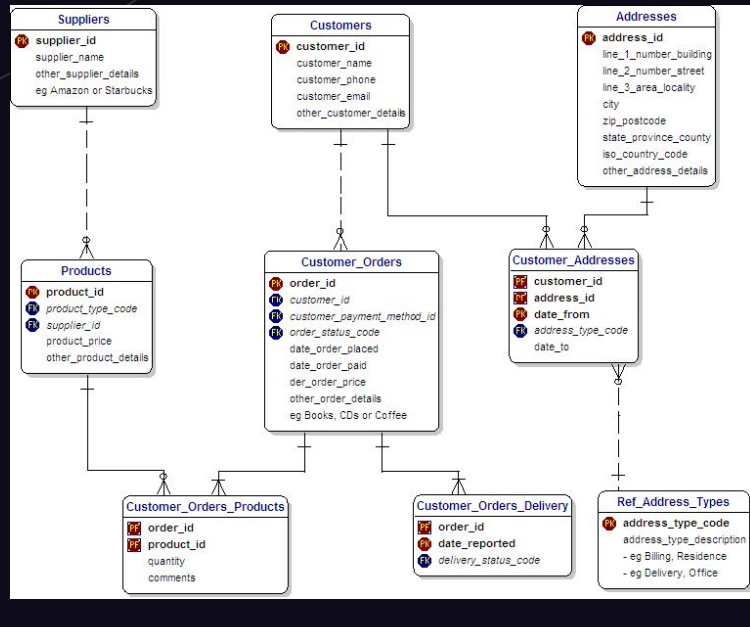 Suppliers
PK supplier_id
supplier_name
other_supplier_details
eg Amazon or Starbucks
Customers
PK customer_id
customer_name
customer_phone
customer_email
other_customer_details
Addresses
PK address_id
line_1_number_building
line_2_number_street
line_3_area_locality
city
zip_postcode
state_province_county
iso_country_code
other_address_details
Products
PK product_id
FK product_type_code
FK supplier_id
product_price
other_product_details
Customer_Orders
PK order_id
FK customer_id
FK customer_payment_method_id
FK order_status_code
date_order_placed
date_order_paid
der_order_price
other_order_details
eg Books, CDs or Coffee
Customer_Addresses
PF customer_id
PF address_id
PK date_from
FK address_type_code
date_to
Customer_Orders_Products
PF order_id
PF product_id
quantity
comments
Customer_Orders_Delivery
PF order_id
PK date_reported
FK delivery_status_code
Ref_Address_Types
PK address_type_code
address_type_description
- eg Billing, Residence
- eg Delivery, Office